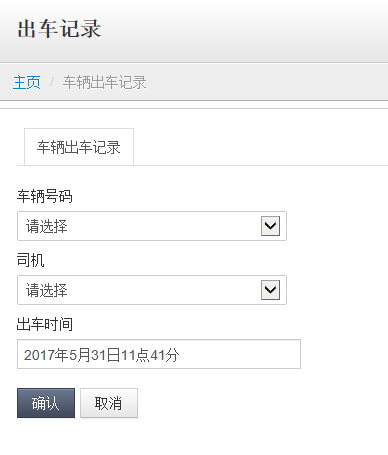 出车记录
主页 / 车辆出车记录
车辆出车记录
车辆号码
请选择
司机
请选择
出车时间
2017年5月31日11点41分
确认 取消